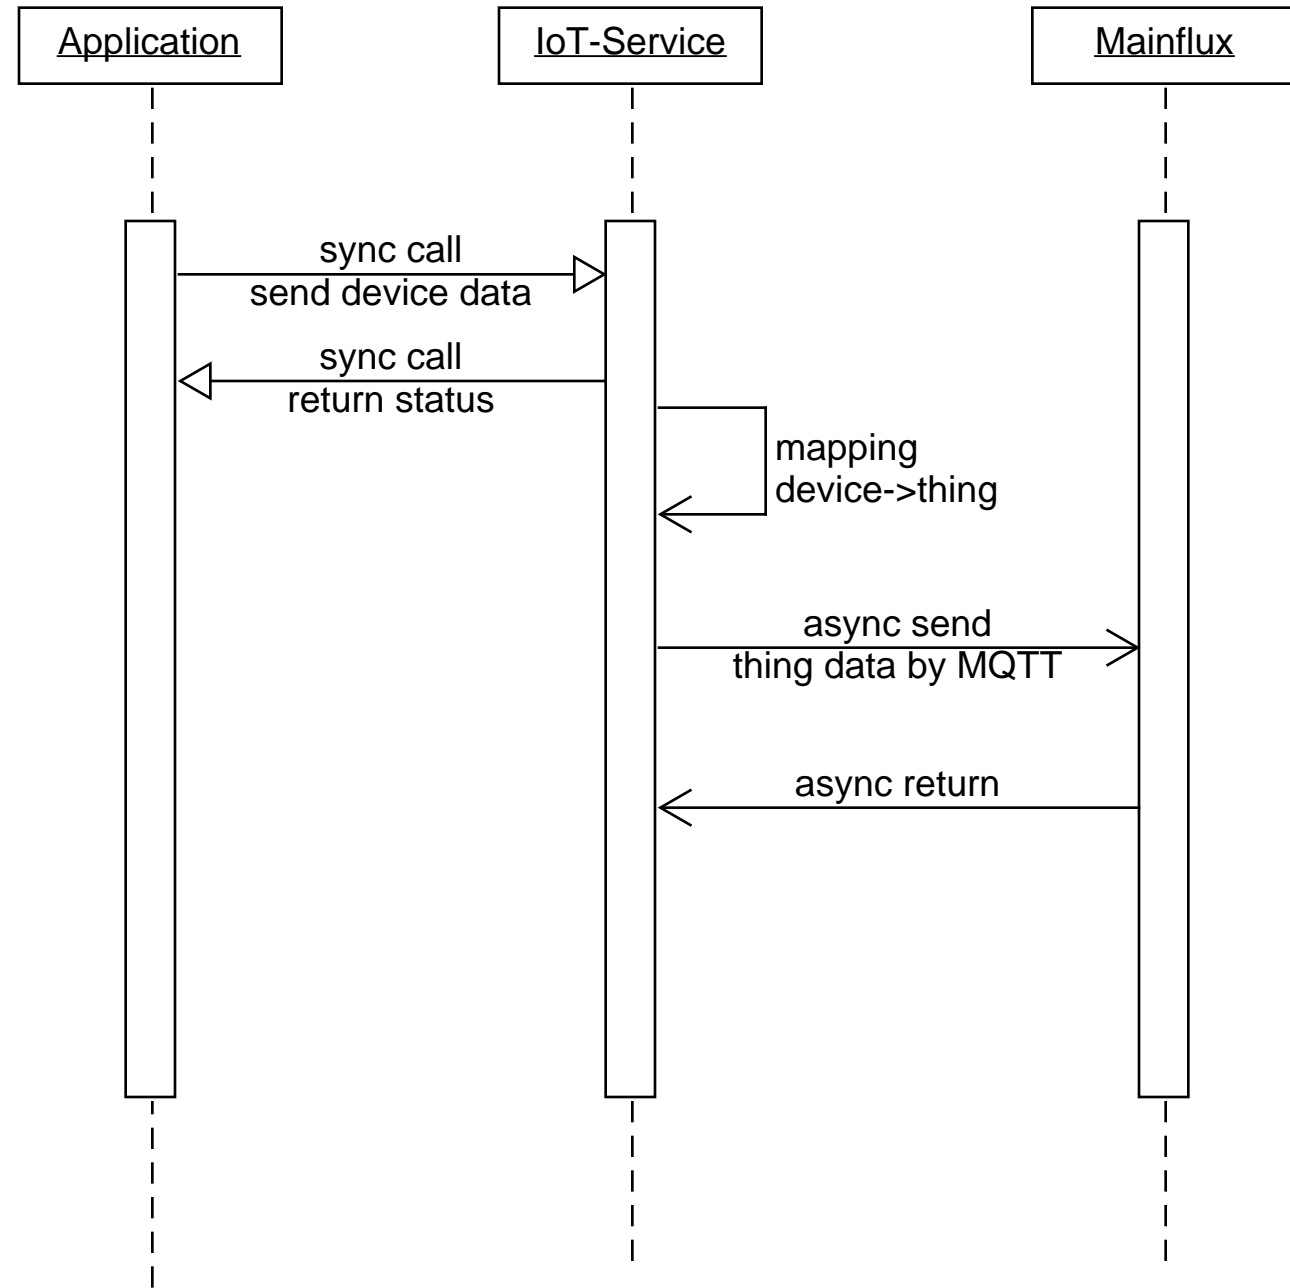 Application
IoT-Service
Mainflux
sync call
send device data
sync call
return status
mapping
device->thing
async send
thing data by MQTT
async return